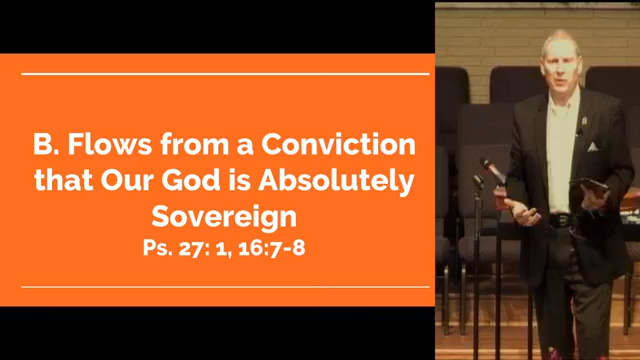 B. Flows from a Conviction
that Our God is Absolutely
Sovereign
Ps. 27: 1, 16:7-8